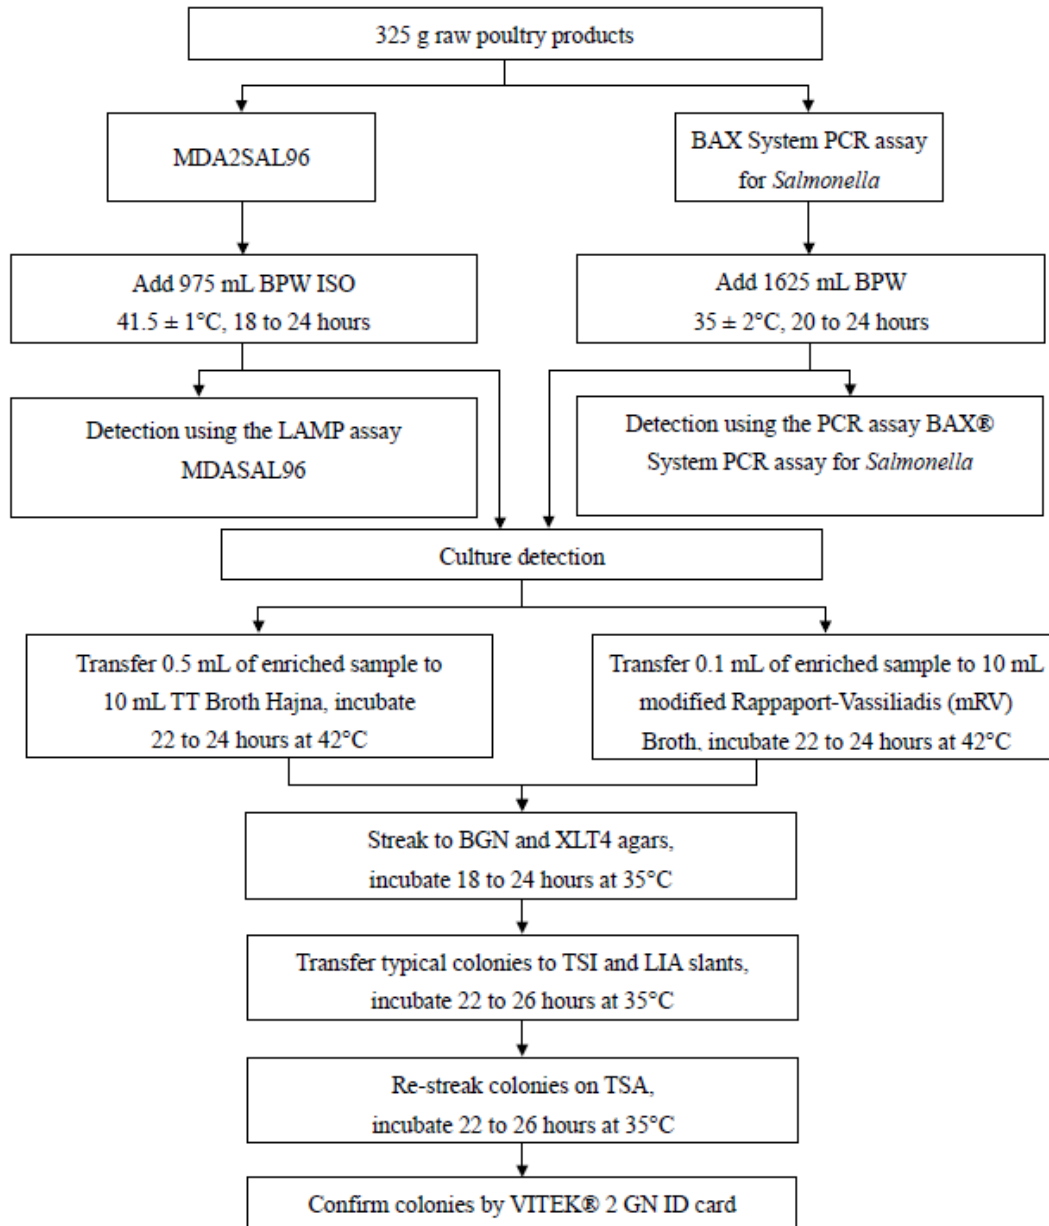 325 g raw poultry products
MDA2SAL96
BAX System PCR assay
for Salmonella
Add 975 mL BPW ISO
41.5 ± 1°C, 18 to 24 hours
Add 1625 mL BPW
35 ± 2°C, 20 to 24 hours
Detection using the LAMP assay
MDASAL96
Detection using the PCR assay BAX®
System PCR assay for Salmonella
Culture detection
Transfer 0.5 mL of enriched sample to
10 mL TT Broth Hajna, incubate
22 to 24 hours at 42°C
Transfer 0.1 mL of enriched sample to 10 mL
modified Rappaport-Vassiliadis (mRV)
Broth, incubate 22 to 24 hours at 42°C
Streak to BGN and XLT4 agars,
incubate 18 to 24 hours at 35°C
Transfer typical colonies to TSI and LIA slants,
incubate 22 to 26 hours at 35°C
Re-streak colonies on TSA,
incubate 22 to 26 hours at 35°C
Confirm colonies by VITEK® 2 GN ID card